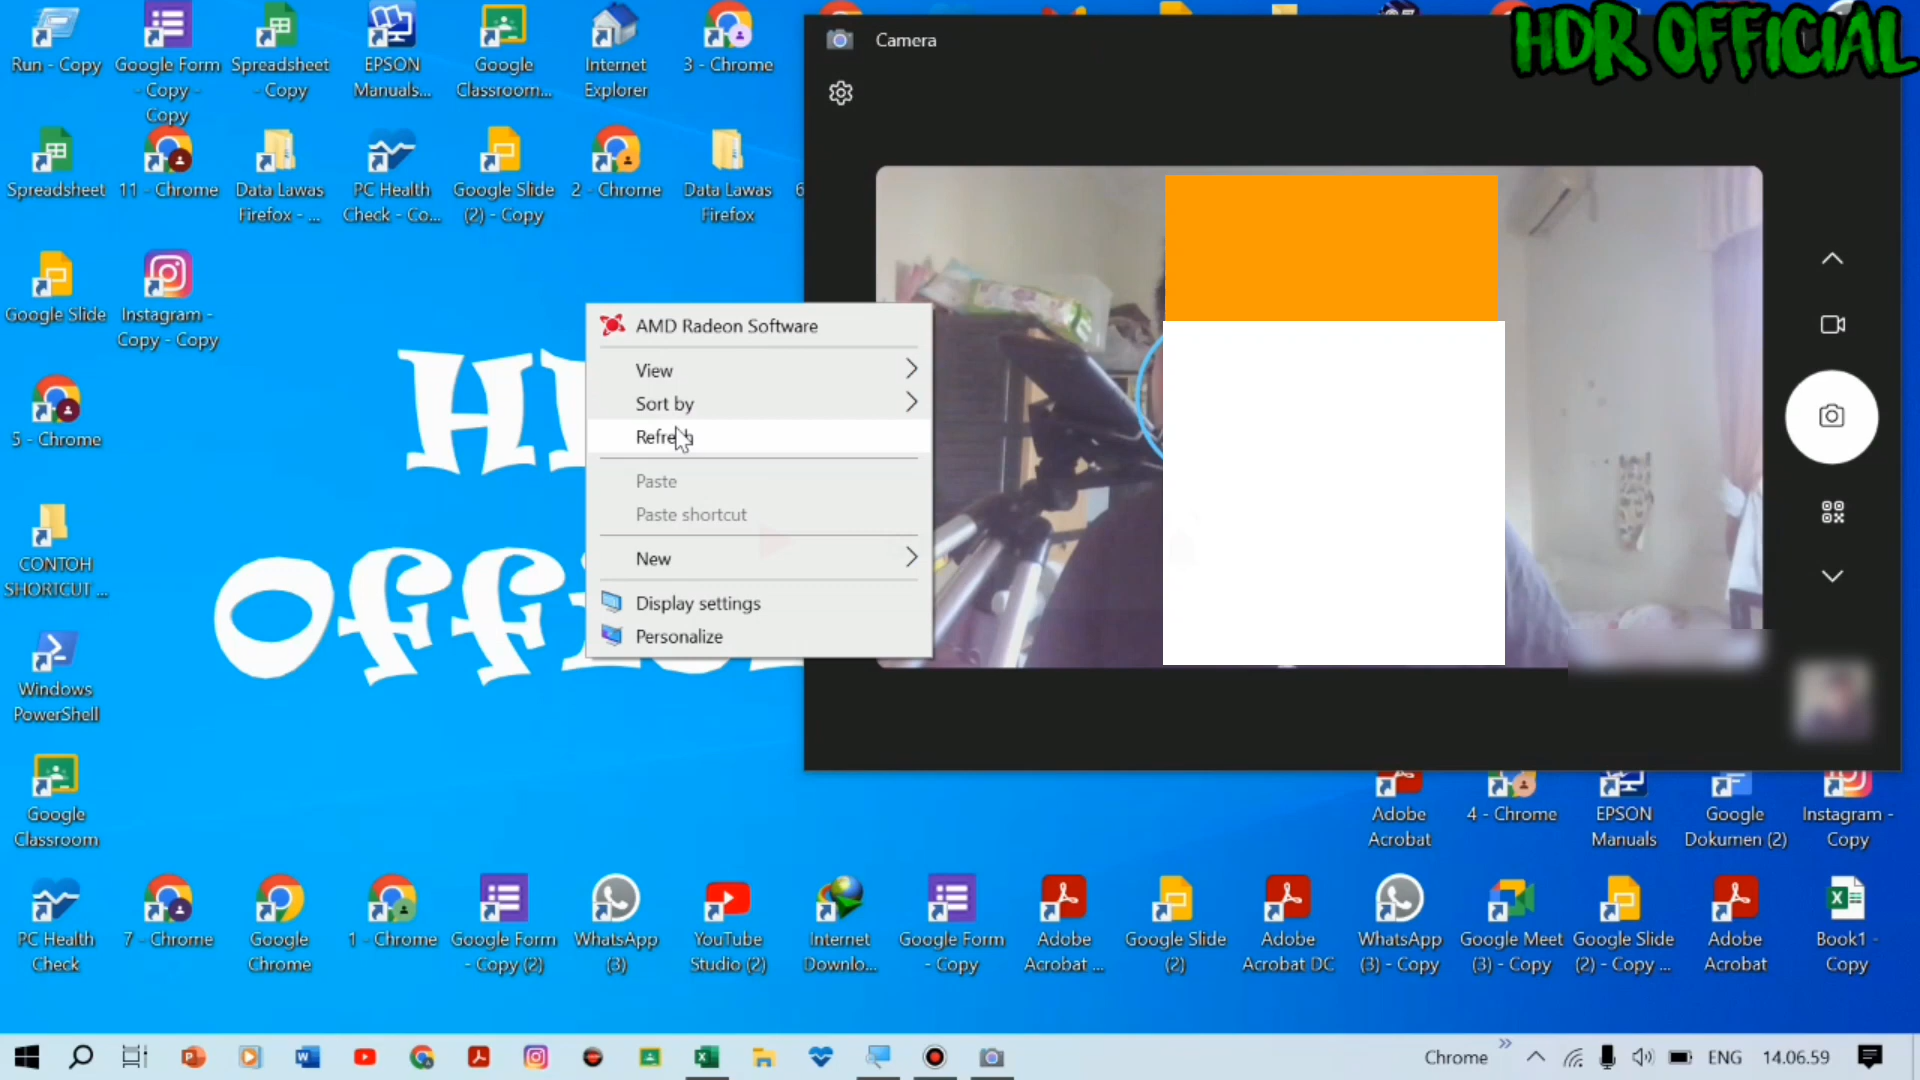 Run - Copy
Google Form
- Copy -
Copy
Spreadsheet
- Copy
EPSON
Manuals...
Google
Classroom...
Internet
Explorer
3 - Chrome
Camera
HDR OFFICIAL
Spreadsheet
11 - Chrome
Data Lawas
Firefox - ...
PC Health
Check - Co...
Google Slide
(2) - Copy
2 - Chrome
Data Lawas
Firefox
6
Google Slide
Instagram -
Copy - Copy
5 - Chrome
AMD Radeon Software
View
Sort by
Refresh
Paste
Paste shortcut
New
Display settings
Personalize
CONTOH
SHORTCUT ...
Windows
PowerShell
Google
Classroom
Adobe
Acrobat
4 - Chrome
EPSON
Manuals
Google
Dokumen (2)
Instagram -
Copy
PC Health
Check
7 - Chrome
Google
Chrome
1 - Chrome
Google Form
- Copy (2)
WhatsApp
(3)
YouTube
Studio (2)
Internet
Downlo...
Google Form
- Copy
Adobe
Acrobat ...
Google Slide
(2)
Adobe
Acrobat DC
WhatsApp
(3) - Copy
Google Meet
(3) - Copy
Google Slide
(2) - Copy ...
Adobe
Acrobat
Book1 -
Copy
Chrome
ENG
14.06.59